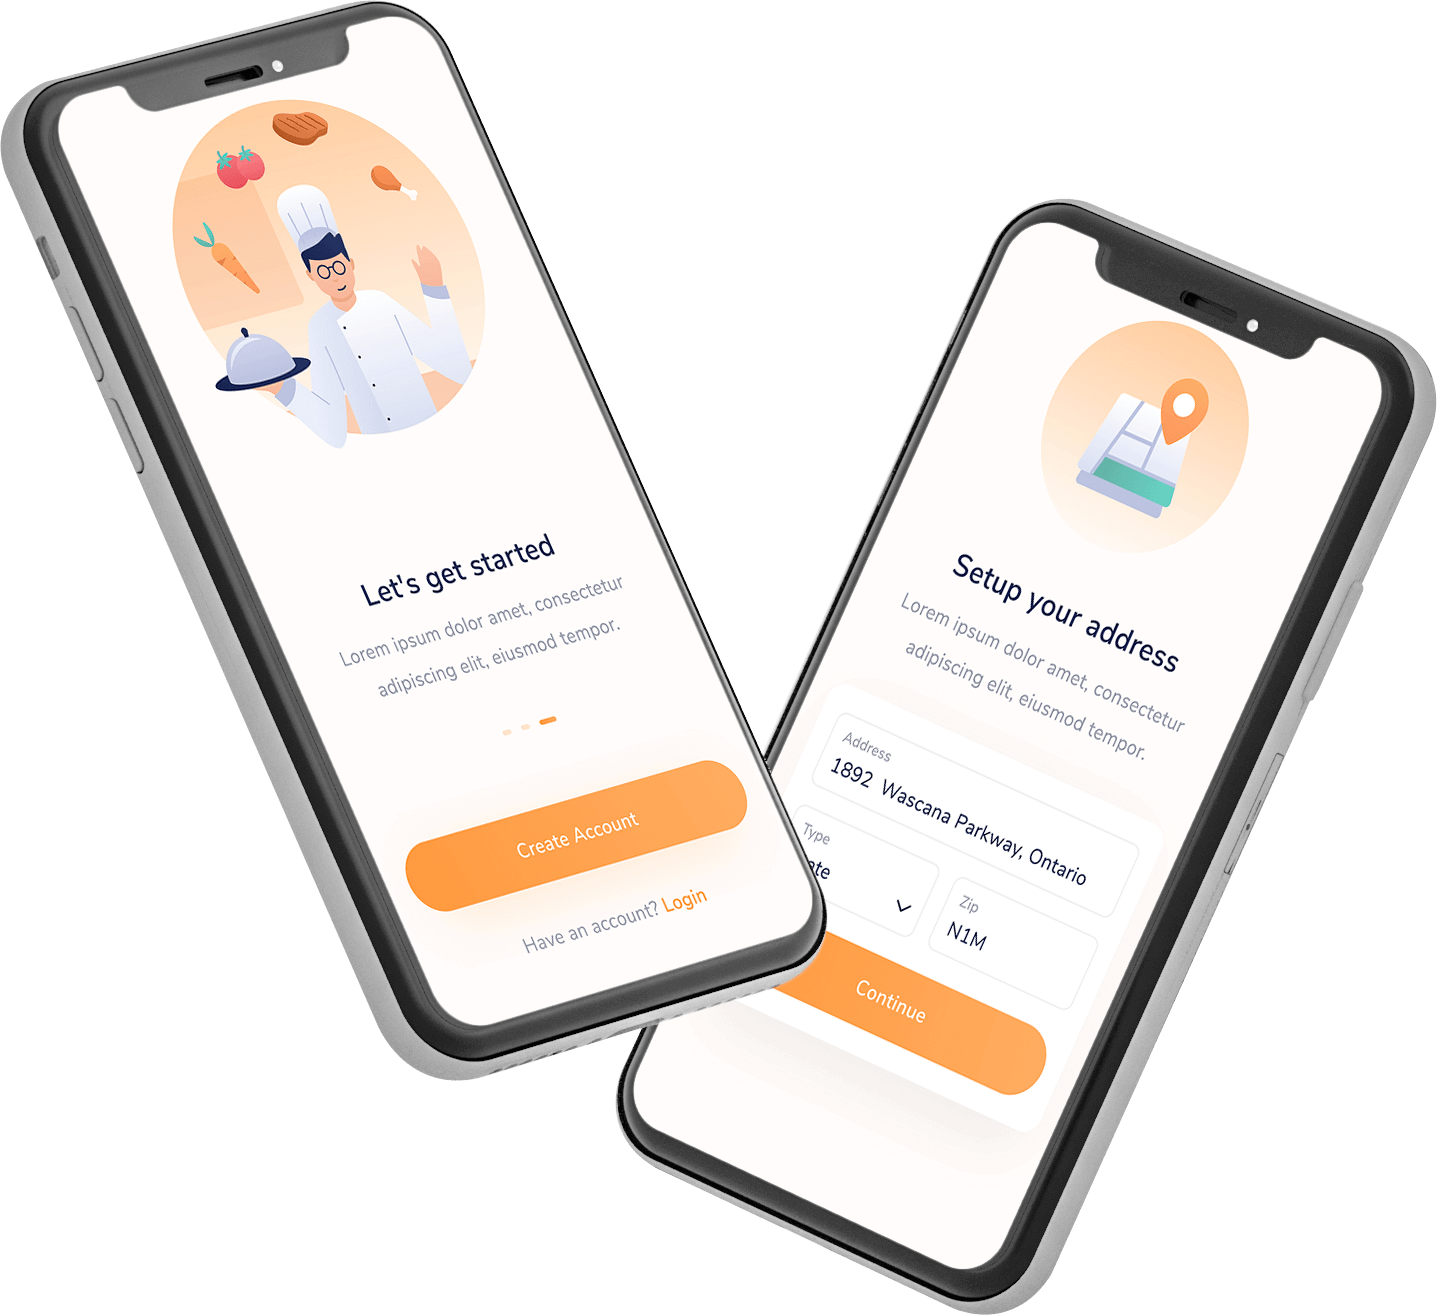 Let's get started
Lorem ipsum dolor amet, consectetur
adipiscing elit, eiusmod tempor.
Create Account
Have an account? Login
Setup your address
Lorem ipsum dolor amet, consectetur
adipiscing elit, eiusmod tempor.
Address
1892 Wascana Parkway, Ontario
Type
Zip
N1M
Continue